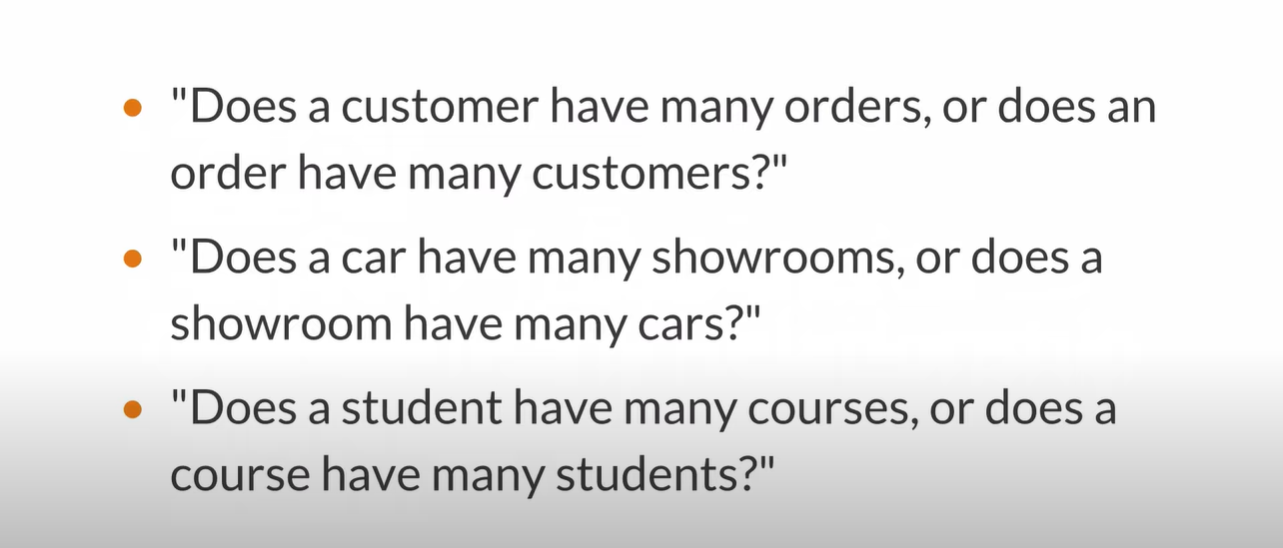 "Does a customer have many orders, or does an
order have many customers?"
"Does a car have many showrooms, or does a
showroom have many cars?"
"Does a student have many courses, or does a
course have many students?"